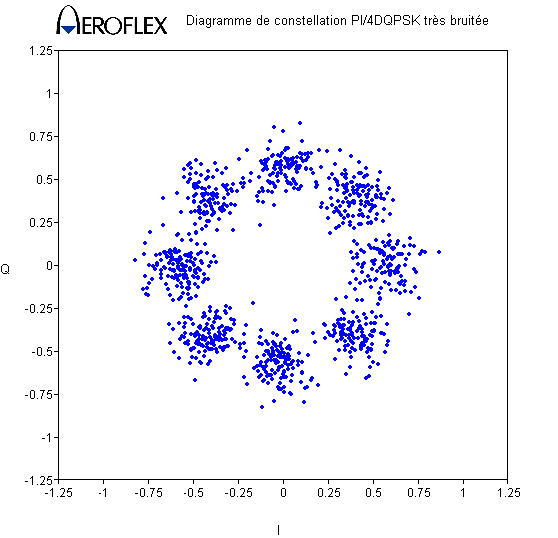 AEROFLEX
Diagramme de constellation PI/4DQPSK très bruitée
1.25
1
0.75
0.5
0.25
0
-0.25
-0.5
-0.75
-1
-1.25
Q
-1.25 -1 -0.75 -0.5 -0.25 0 0.25 0.5 0.75 1 1.25
I